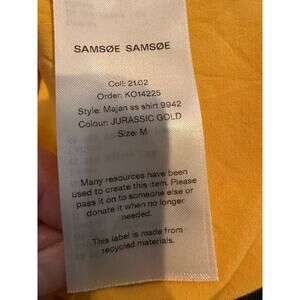 SAMSØE SAMSØE
Coll: 21.02
Order: KO14225
Style: Majan ss shirt 9942
Colour: JURASSIC GOLD
Size: M
Many resources have been
used to create this item. Please
pass it on to someone else or
donate it when no longer
needed.
This label is made from
recycled materials.